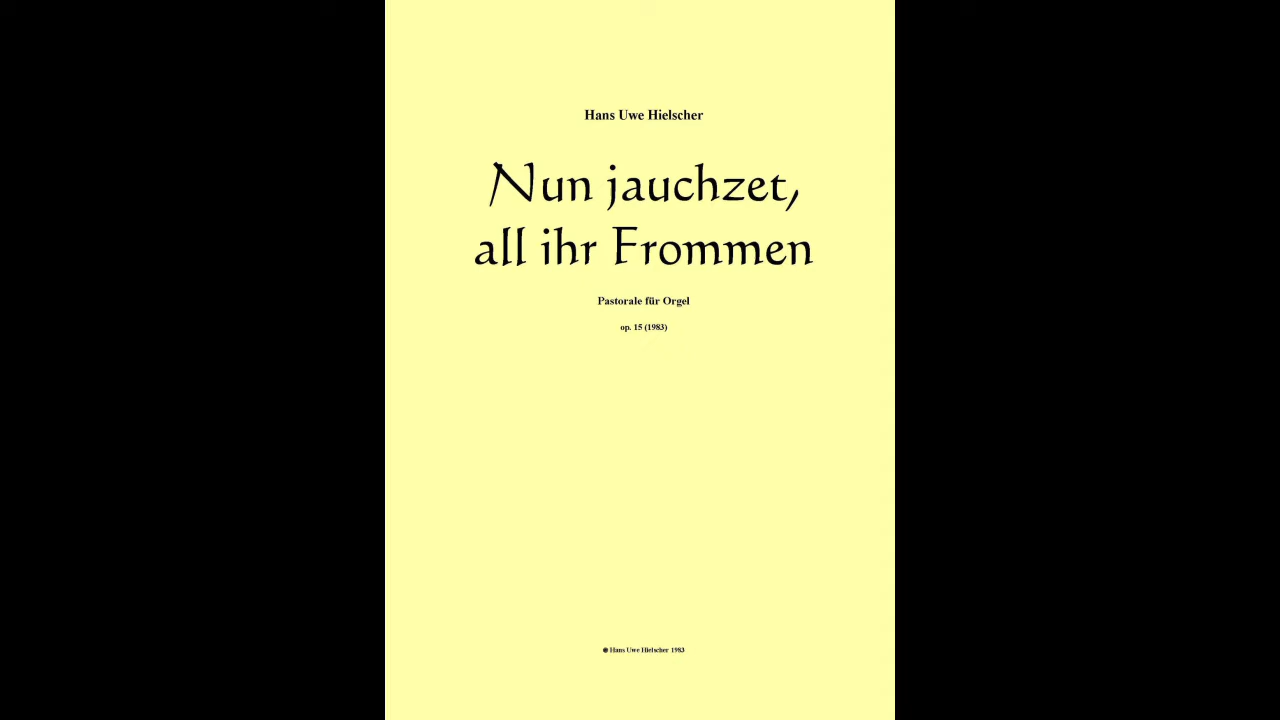 Hans Uwe Hielscher
Nun jauchzet,
all ihr Frommen
Pastorale für Orgel
op. 15 (1983)
© Hans Uwe Hielscher 1983